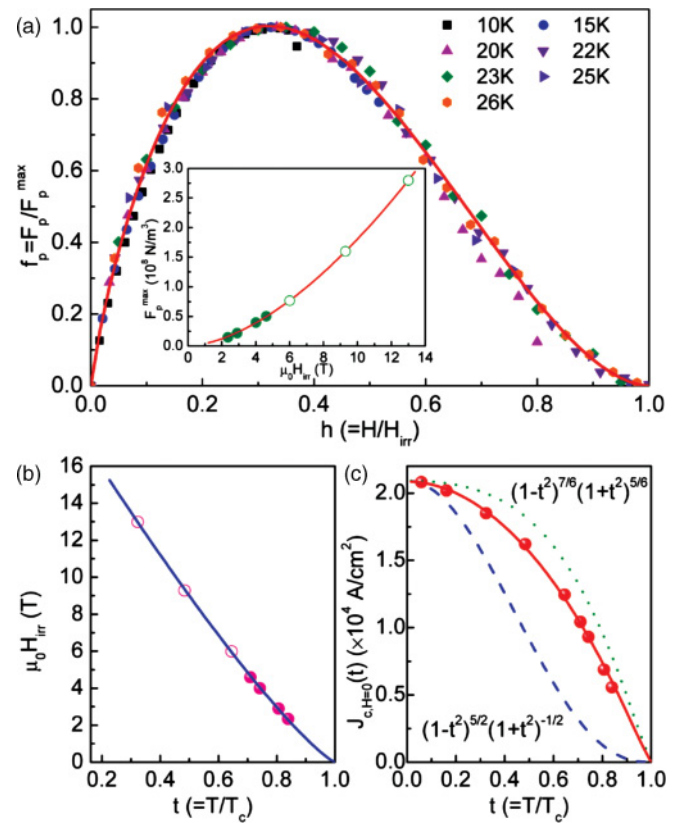 (a)
10K 15K
20K 22K
23K 25K
26K
f_p=F_p/F_p^max
1.0
0.8
0.6
0.4
0.2
0.0
F_p^max (10^8 N/m^3)
3.0
2.5
2.0
1.5
1.0
0.5
0.0
0 2 4 6 8 10 12 14
μ_0H_irr (T)
0.0 0.2 0.4 0.6 0.8 1.0
h (=H/H_irr)
(b)
μ_0H_irr (T)
16
14
12
10
8
6
4
2
0
0.2 0.4 0.6 0.8 1.0
t (=T/T_c)
(c)
J_c,H=0(t) (×10^4 A/cm^2)
2.0
1.5
1.0
0.5
0.0
(1-t^2)^7/6(1+t^2)^5/6
(1-t^2)^5/2(1+t^2)^-1/2
0.0 0.2 0.4 0.6 0.8 1.0
t (=T/T_c)